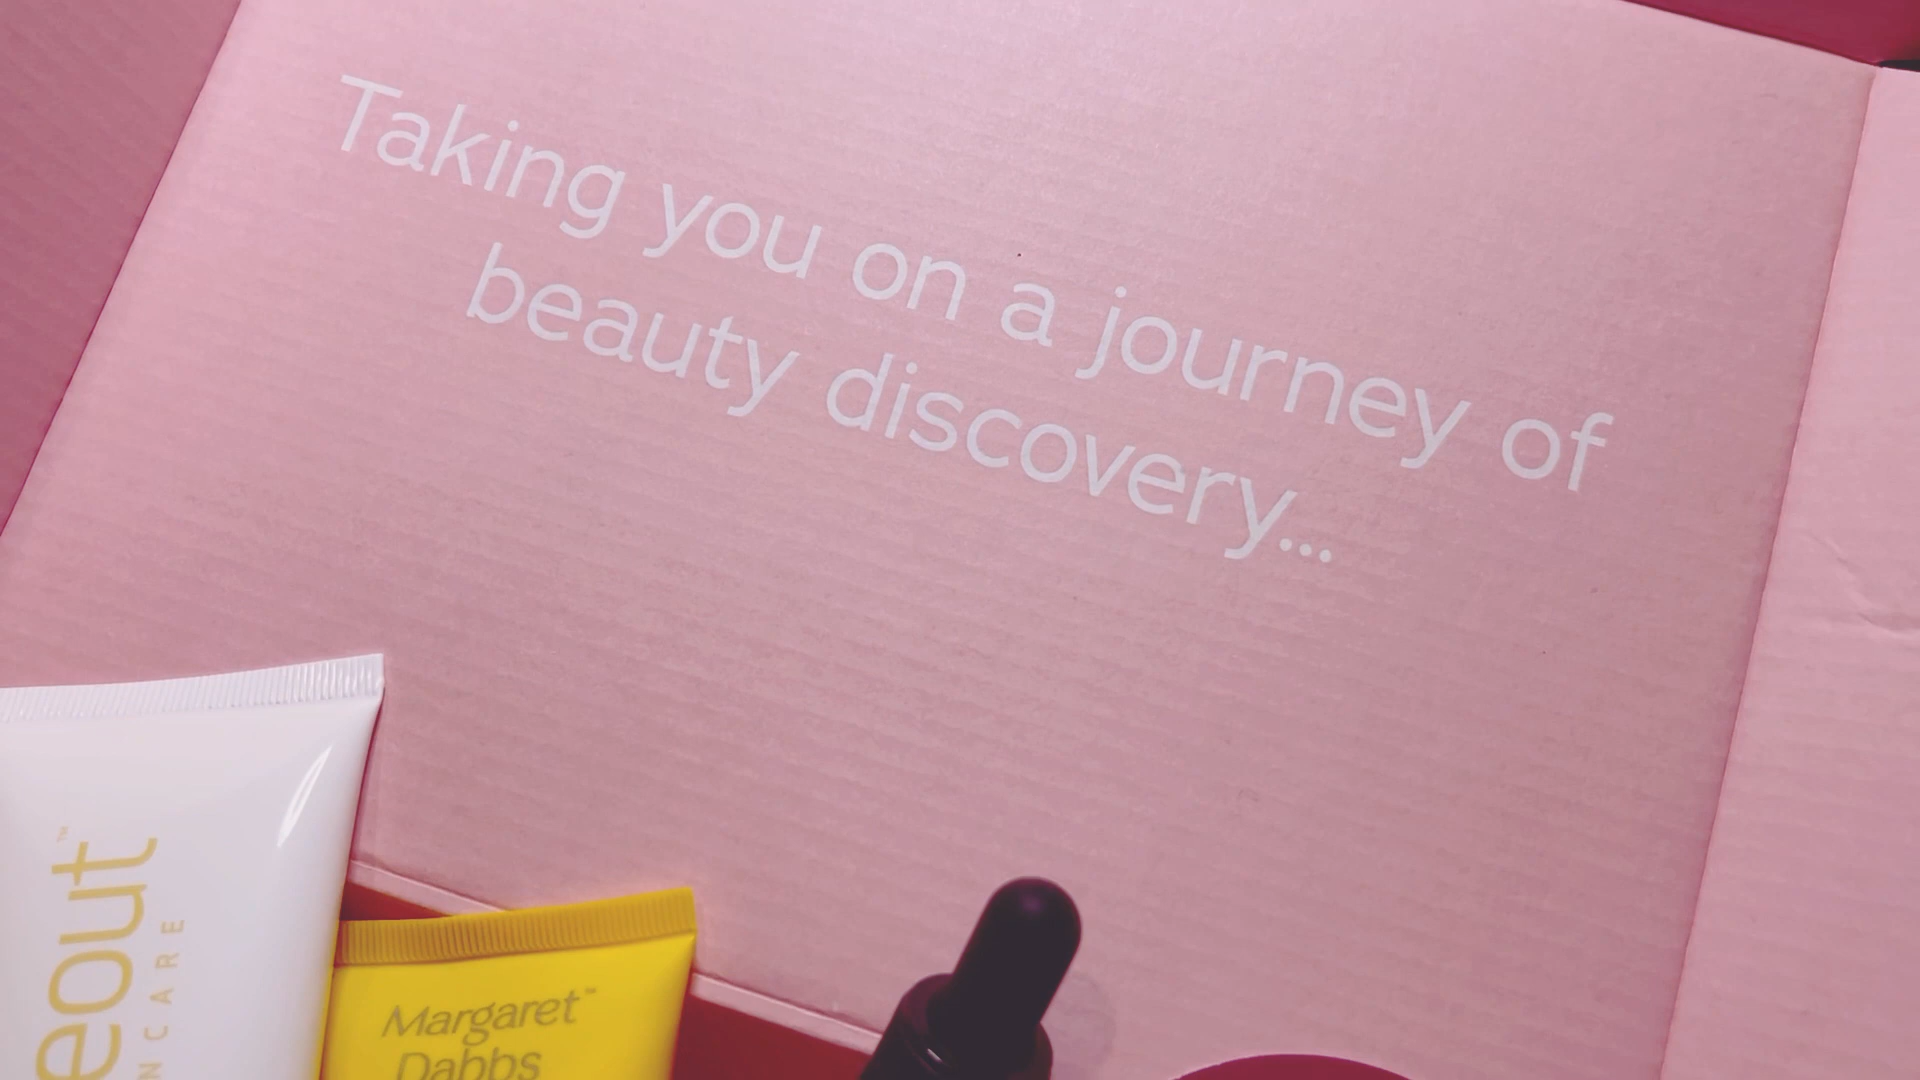 Taking you on a journey of
beauty discovery...
eout™
NCARE
Margaret™
Dabbs